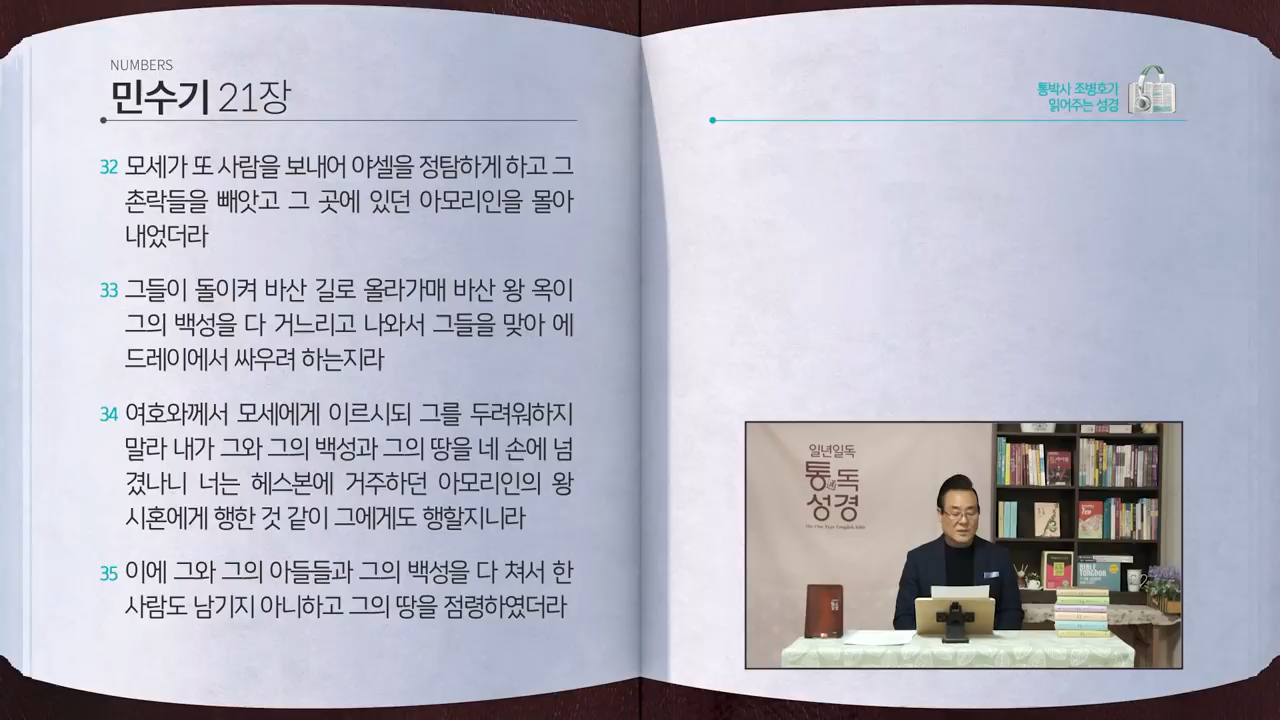 NUMBERS
민수기 21장
32 모세가 또 사람을 보내어 야셀을 정탐하게 하고 그
촌락들을 빼앗고 그 곳에 있던 아모리인을 몰아
내었더라
33 그들이 돌이켜 바산 길로 올라가매 바산 왕 옥이
그의 백성을 다 거느리고 나와서 그들을 맞아 에
드레이에서 싸우려 하는지라
34 여호와께서 모세에게 이르시되 그를 두려워하지
말라 내가 그와 그의 백성과 그의 땅을 네 손에 넘
겼나니 너는 헤스본에 거주하던 아모리인의 왕
시혼에게 행한 것 같이 그에게도 행할지니라
35 이에 그와 그의 아들들과 그의 백성을 다 쳐서 한
사람도 남기지 아니하고 그의 땅을 점령하였더라
통박사 조병호가
읽어주는 성경
일년일독
통독
성경
The One Year Tongdok Bible
BIBLE
TONGDOK